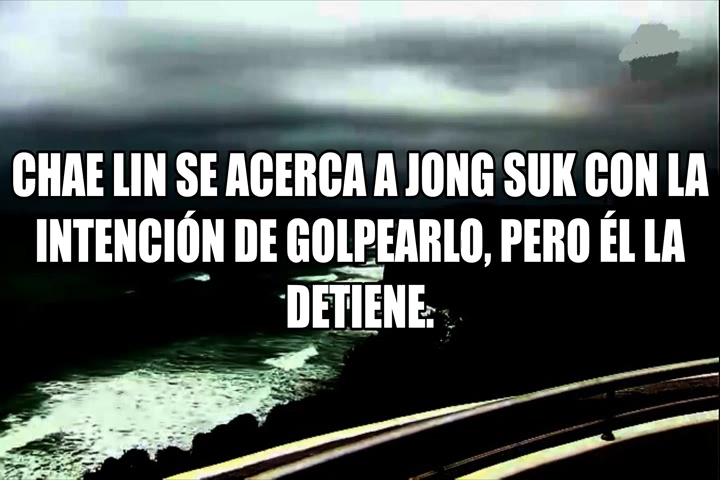 CHAE LIN SE ACERCA A JONG SUK CON LA
INTENCIÓN DE GOLPEARLO, PERO ÉL LA
DETIENE.